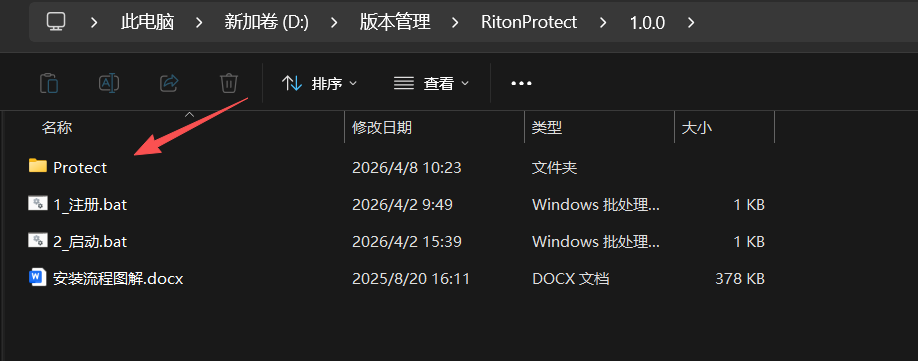 此电脑 新加卷 (D:) 版本管理 RitonProtect 1.0.0
排序 查看
名称 修改日期 类型 大小
Protect 2026/4/8 10:23 文件夹
1_注册.bat 2026/4/2 9:49 Windows 批处理... 1 KB
2_启动.bat 2026/4/2 15:39 Windows 批处理... 1 KB
安装流程图解.docx 2025/8/20 16:11 DOCX 文档 378 KB